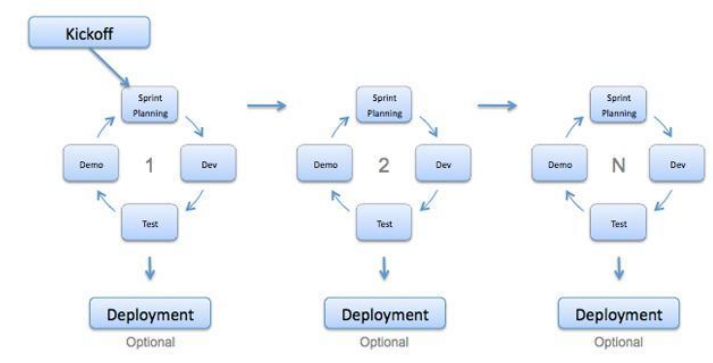 Kickoff
Sprint
Planning
Demo
1
Dev
Test
Deployment
Optional
Sprint
Planning
Demo
2
Dev
Test
Deployment
Optional
Sprint
Planning
Demo
N
Dev
Test
Deployment
Optional